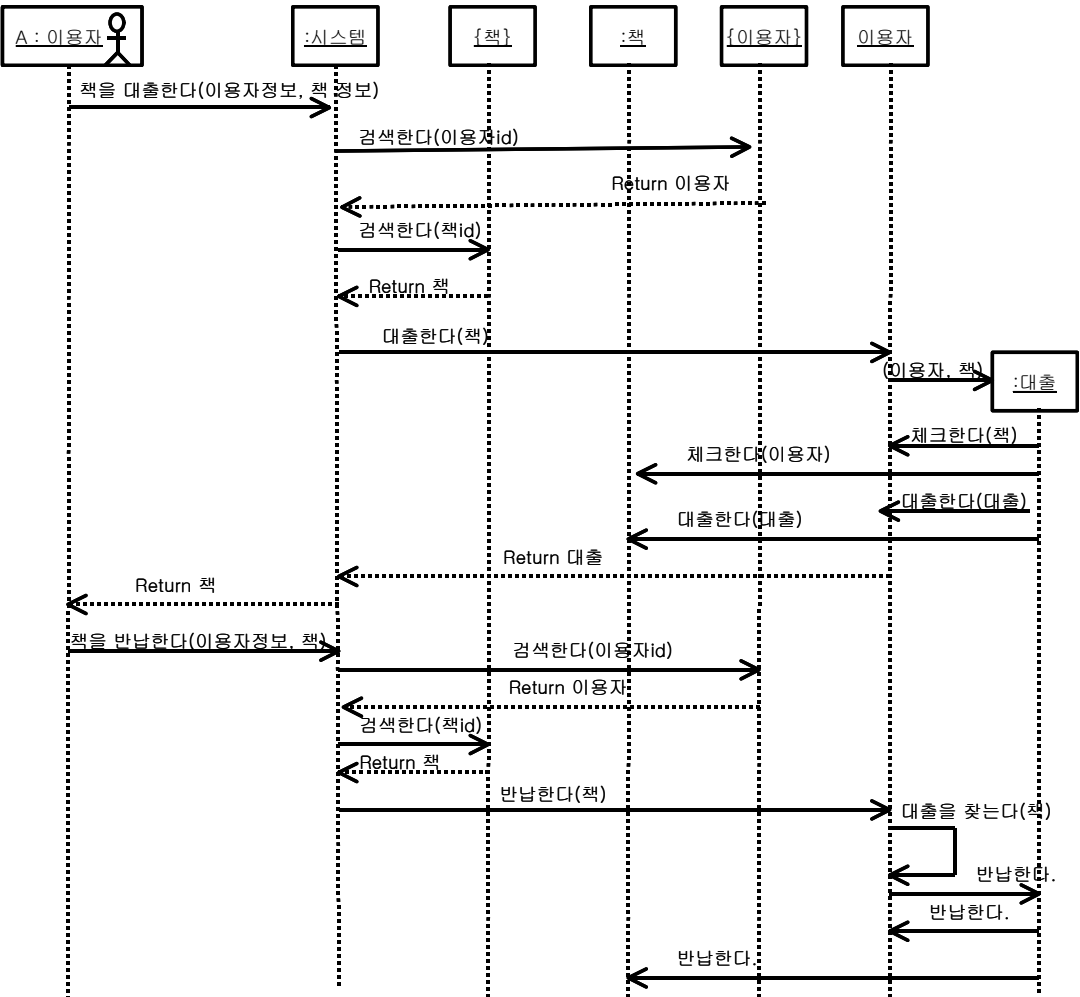 A : 이용자
:시스템
{책}
:책
{이용자}
이용자
책을 대출한다(이용자정보, 책 정보)
검색한다(이용자id)
Return 이용자
검색한다(책id)
Return 책
대출한다(책)
(이용자, 책)
:대출
체크한다(책)
체크한다(이용자)
대출한다(대출)
대출한다(대출)
Return 대출
Return 책
책을 반납한다(이용자정보, 책)
검색한다(이용자id)
Return 이용자
검색한다(책id)
Return 책
반납한다(책)
대출을 찾는다(책)
반납한다.
반납한다.
반납한다.